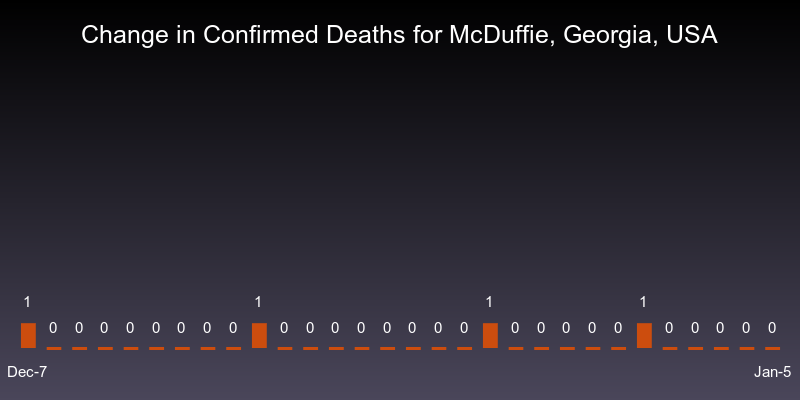 Change in Confirmed Deaths for McDuffie, Georgia, USA
1 0 0 0 0 0 0 0 0 1 0 0 0 0 0 0 0 0 1 0 0 0 0 0 1 0 0 0 0 0
Dec-7 Jan-5